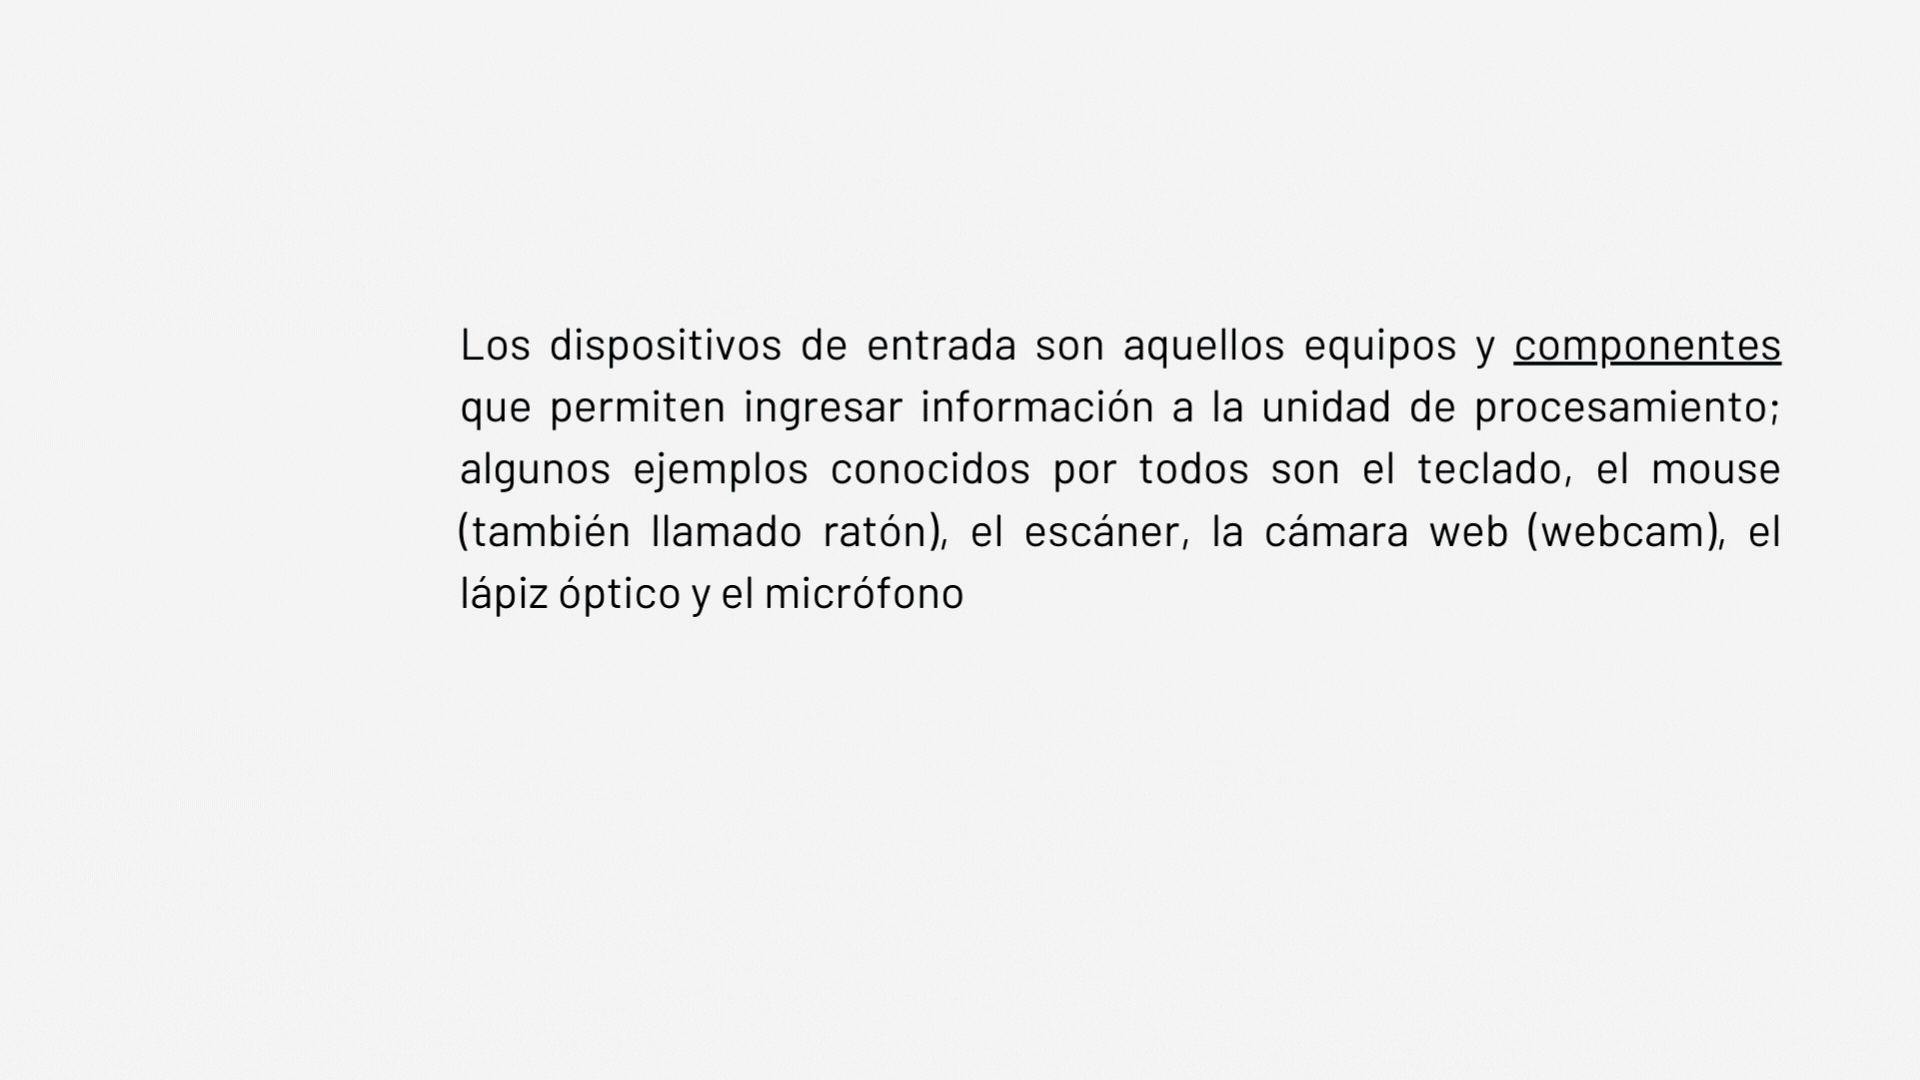 Los dispositivos de entrada son aquellos equipos y componentes
que permiten ingresar información a la unidad de procesamiento;
algunos ejemplos conocidos por todos son el teclado, el mouse
(también llamado ratón), el escáner, la cámara web (webcam), el
lápiz óptico y el micrófono